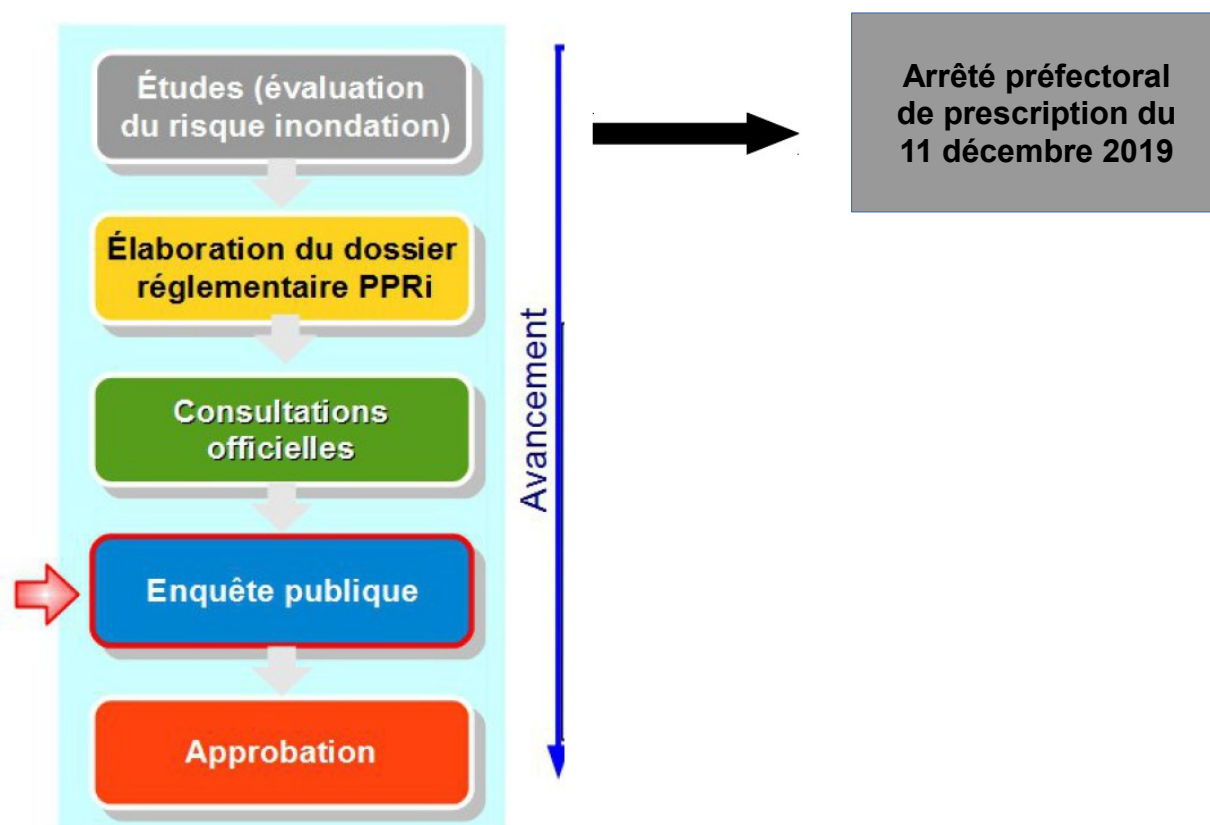 Études (évaluation
du risque inondation)
Arrêté préfectoral
de prescription du
11 décembre 2019
Élaboration du dossier
réglementaire PPRi
Consultations
officielles
Enquête publique
Approbation
Avancement